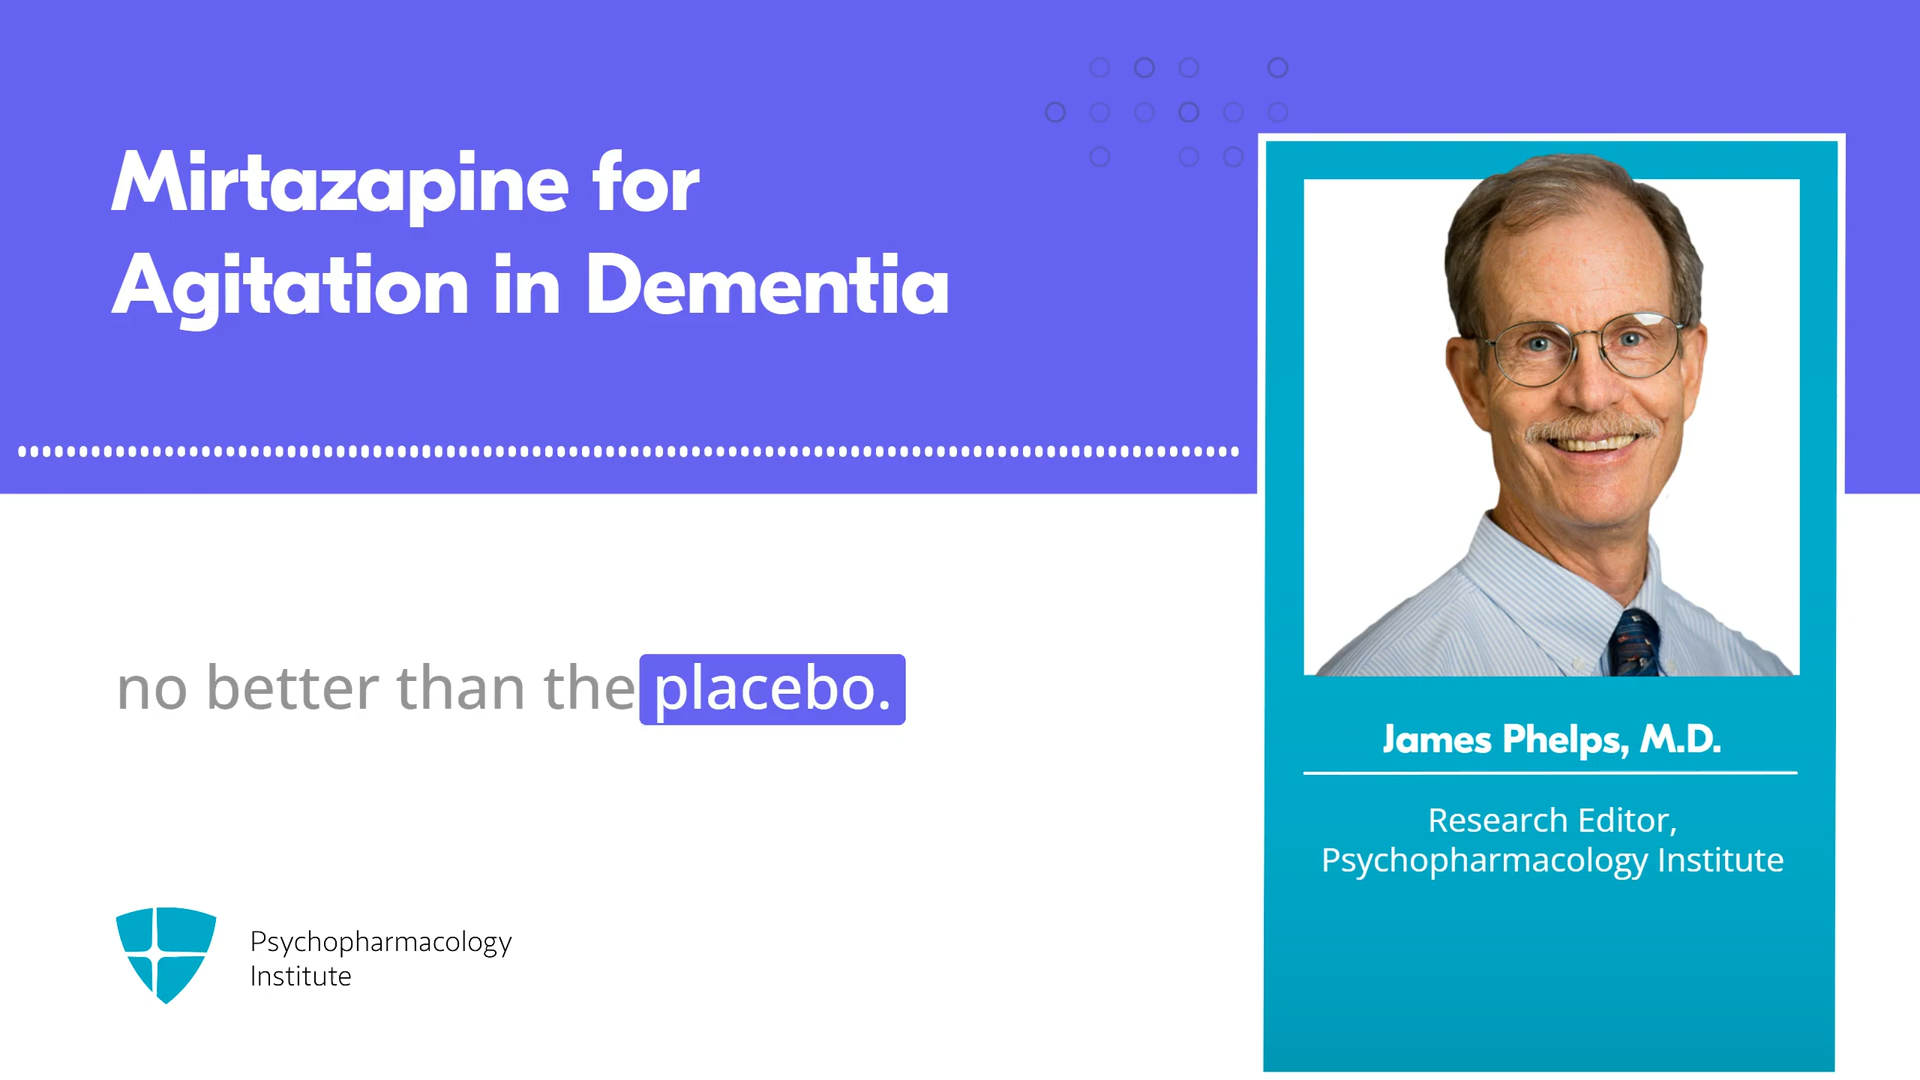 Mirtazapine for
Agitation in Dementia
no better than the placebo.
James Phelps, M.D.
Research Editor,
Psychopharmacology Institute
Psychopharmacology
Institute